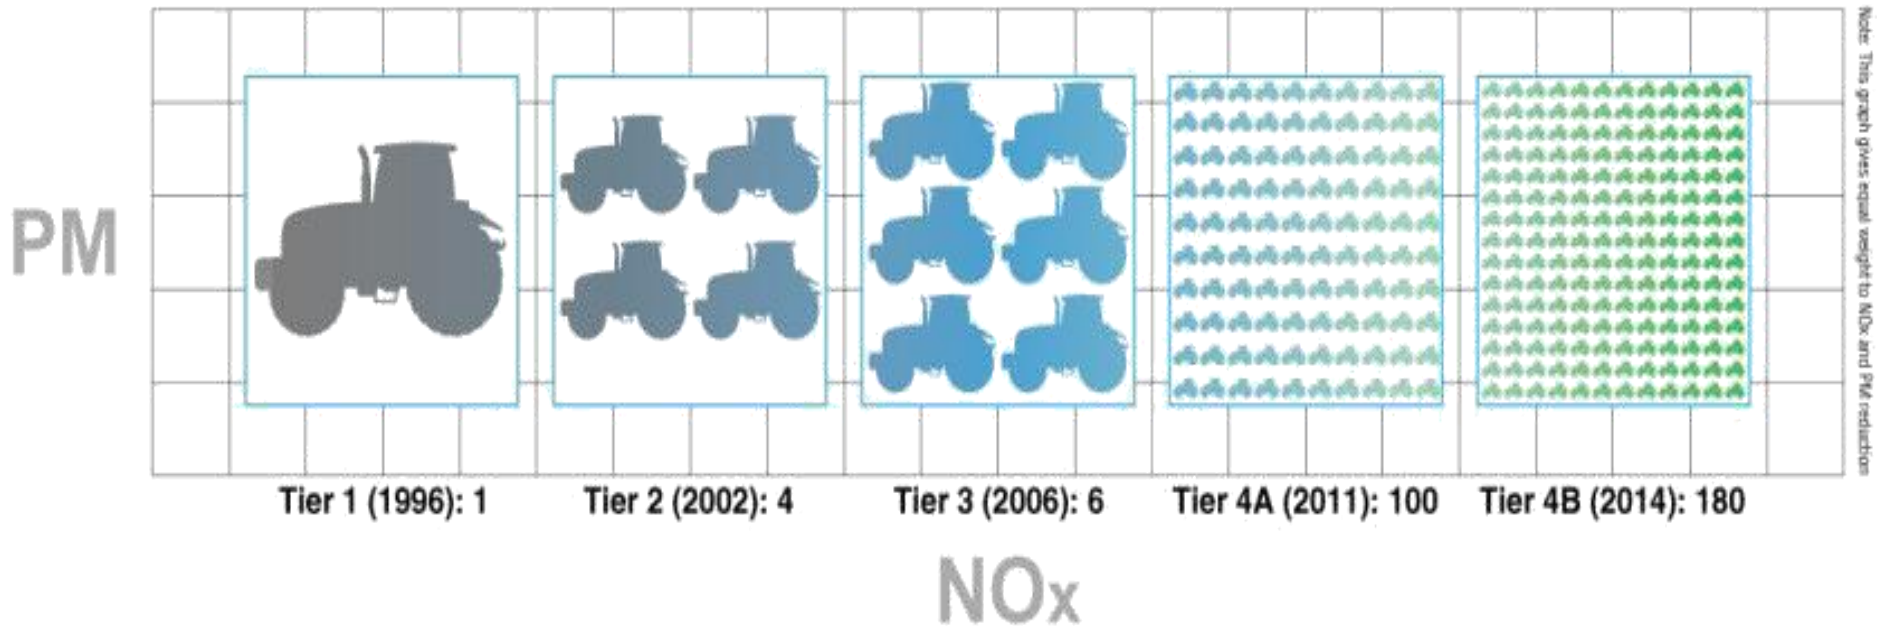 PM
Tier 1 (1996): 1
Tier 2 (2002): 4
Tier 3 (2006): 6
Tier 4A (2011): 100
Tier 4B (2014): 180
NOx
Note: This graph gives equal weight to NOx and PM reduction